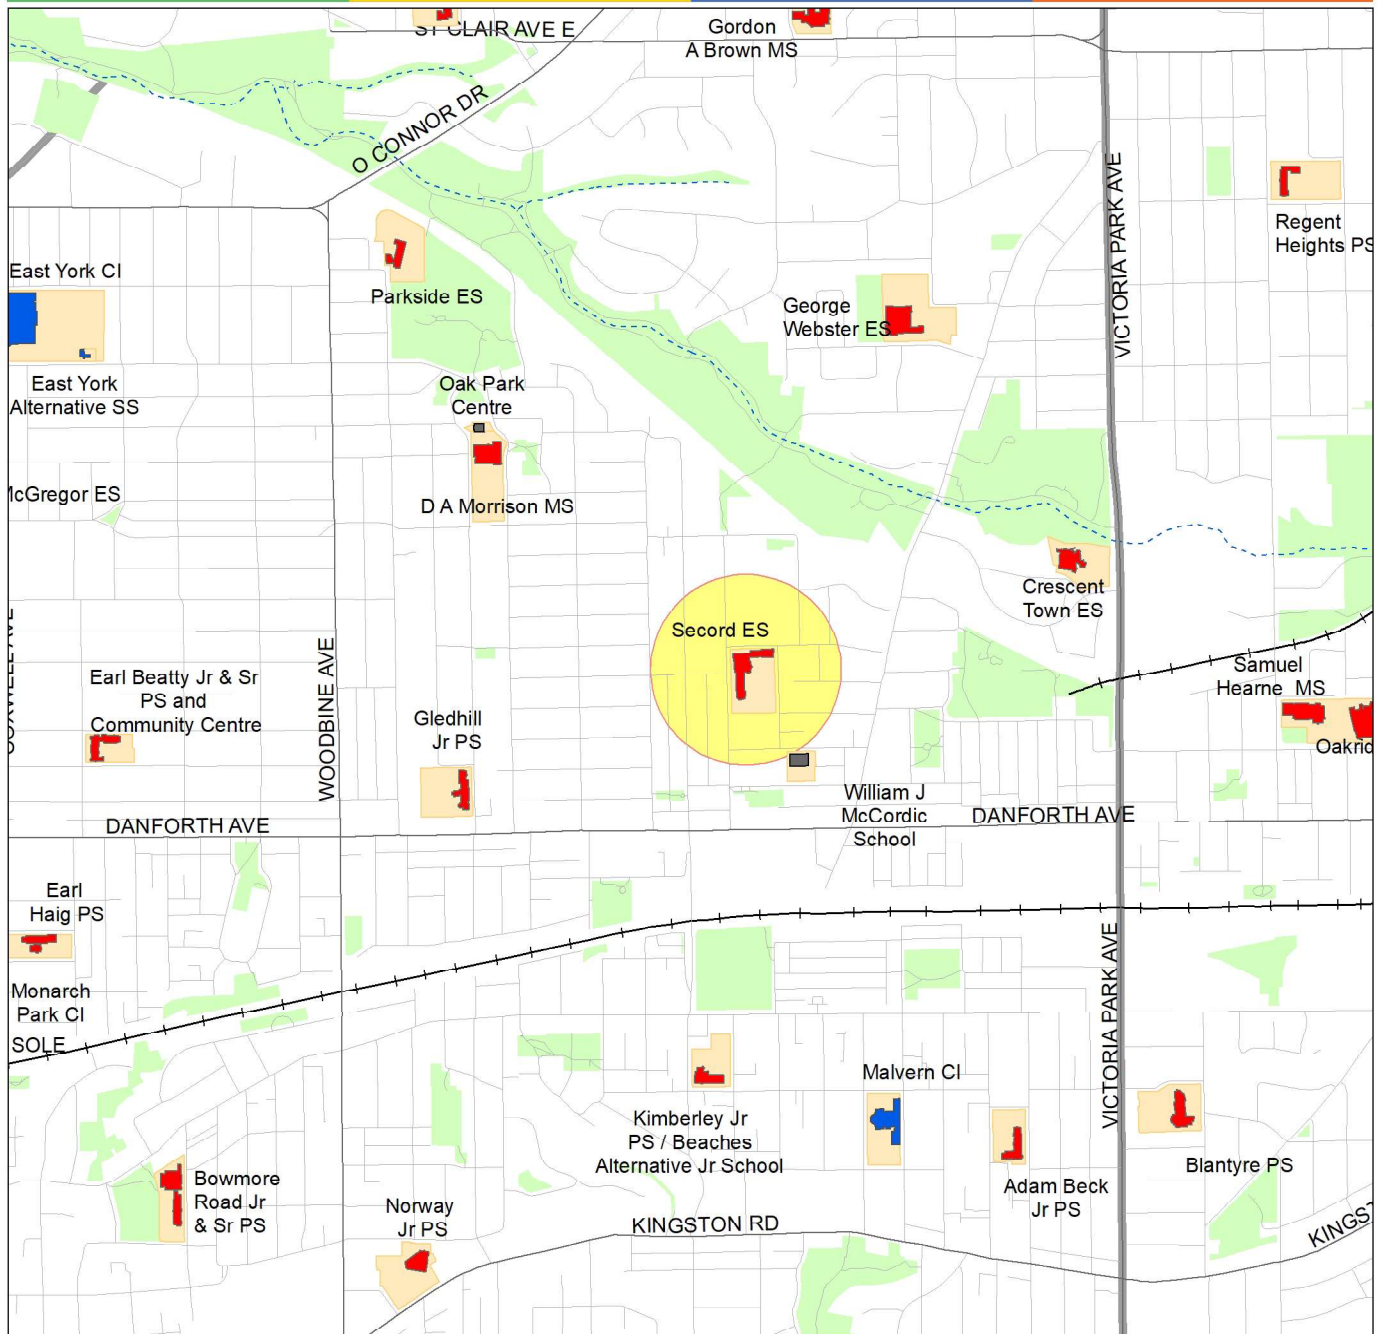 ST CLAIR AVE E
Gordon
A Brown MS
O CONNOR DR
VICTORIA PARK AVE
Regent
Heights PS
East York CI
Parkside ES
George
Webster ES
East York
Alternative SS
Oak Park
Centre
McGregor ES
D A Morrison MS
Crescent
Town ES
Secord ES
WOODBINE AVE
Earl Beatty Jr & Sr
PS and
Community Centre
Gledhill
Jr PS
Samuel
Hearne MS
Oakrid
William J
McCordic
School
DANFORTH AVE
DANFORTH AVE
Earl
Haig PS
Monarch
Park CI
SOLE
VICTORIA PARK AVE
Malvern CI
Kimberley Jr
PS / Beaches
Alternative Jr School
Adam Beck
Jr PS
Blantyre PS
Bowmore
Road Jr
& Sr PS
Norway
Jr PS
KINGSTON RD
KINGST